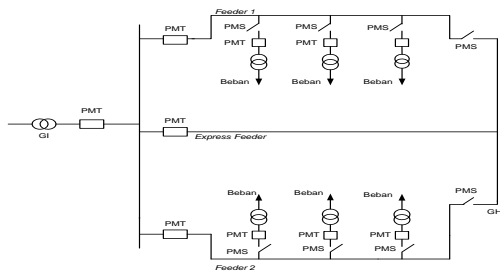 Feeder 1
PMT
PMS
PMS
PMS
PMT
PMT
PMT
PMS
Beban
Beban
Beban
PMT
GI
PMT
Express Feeder
Beban
Beban
Beban
PMS
GH
PMT
PMT
PMT
PMT
PMS
PMS
PMS
Feeder 2